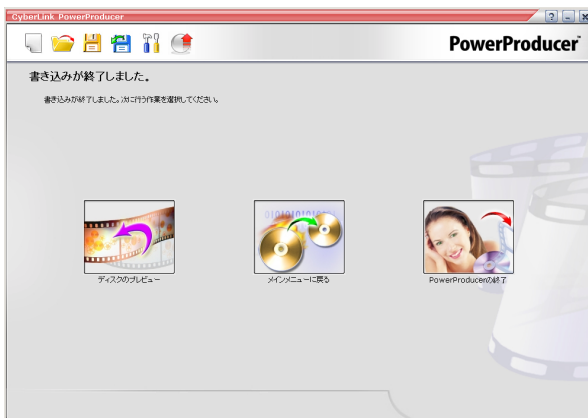 CyberLink PowerProducer
PowerProducer
書き込みが終了しました。
書き込みが終了しました。次に行う作業を選択してください。
ディスクのプレビュー
メインメニューに戻る
PowerProducerの終了